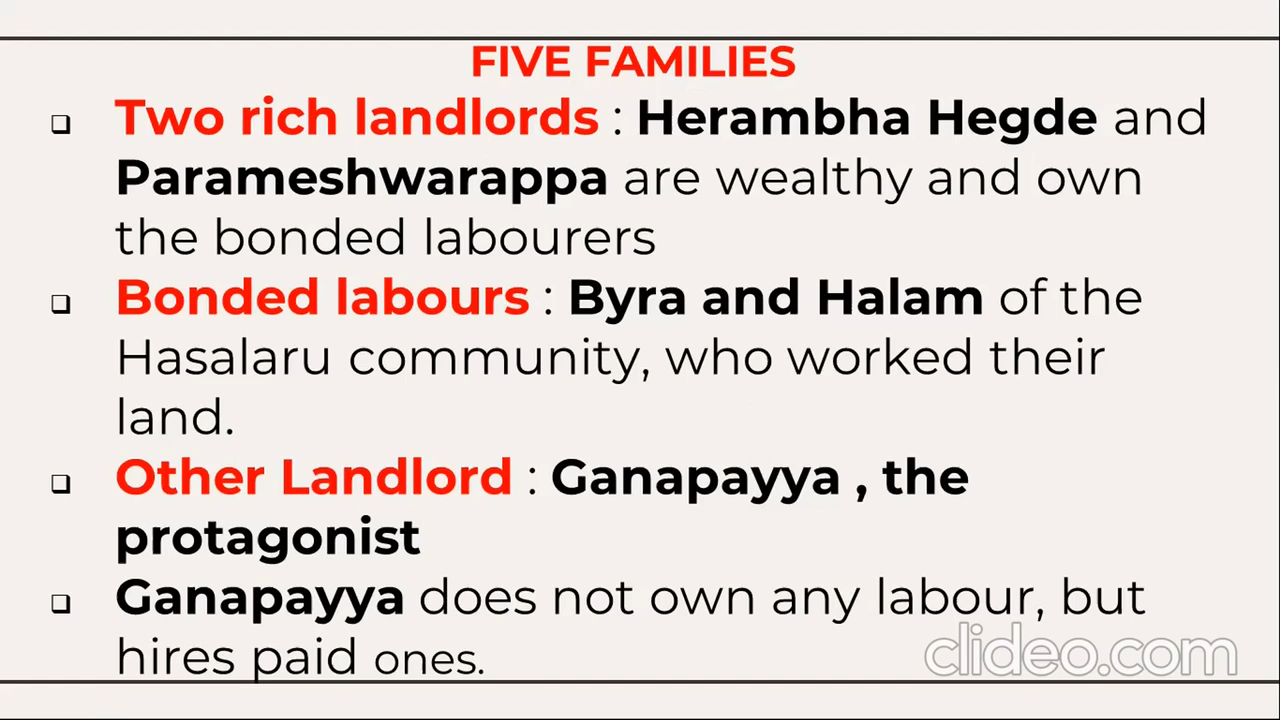 FIVE FAMILIES
❑ Two rich landlords : Herambha Hegde and
Parameshwarappa are wealthy and own
the bonded labourers
❑ Bonded labours : Byra and Halam of the
Hasalaru community, who worked their
land.
❑ Other Landlord : Ganapayya , the
protagonist
❑ Ganapayya does not own any labour, but
hires paid ones.
clideo.com